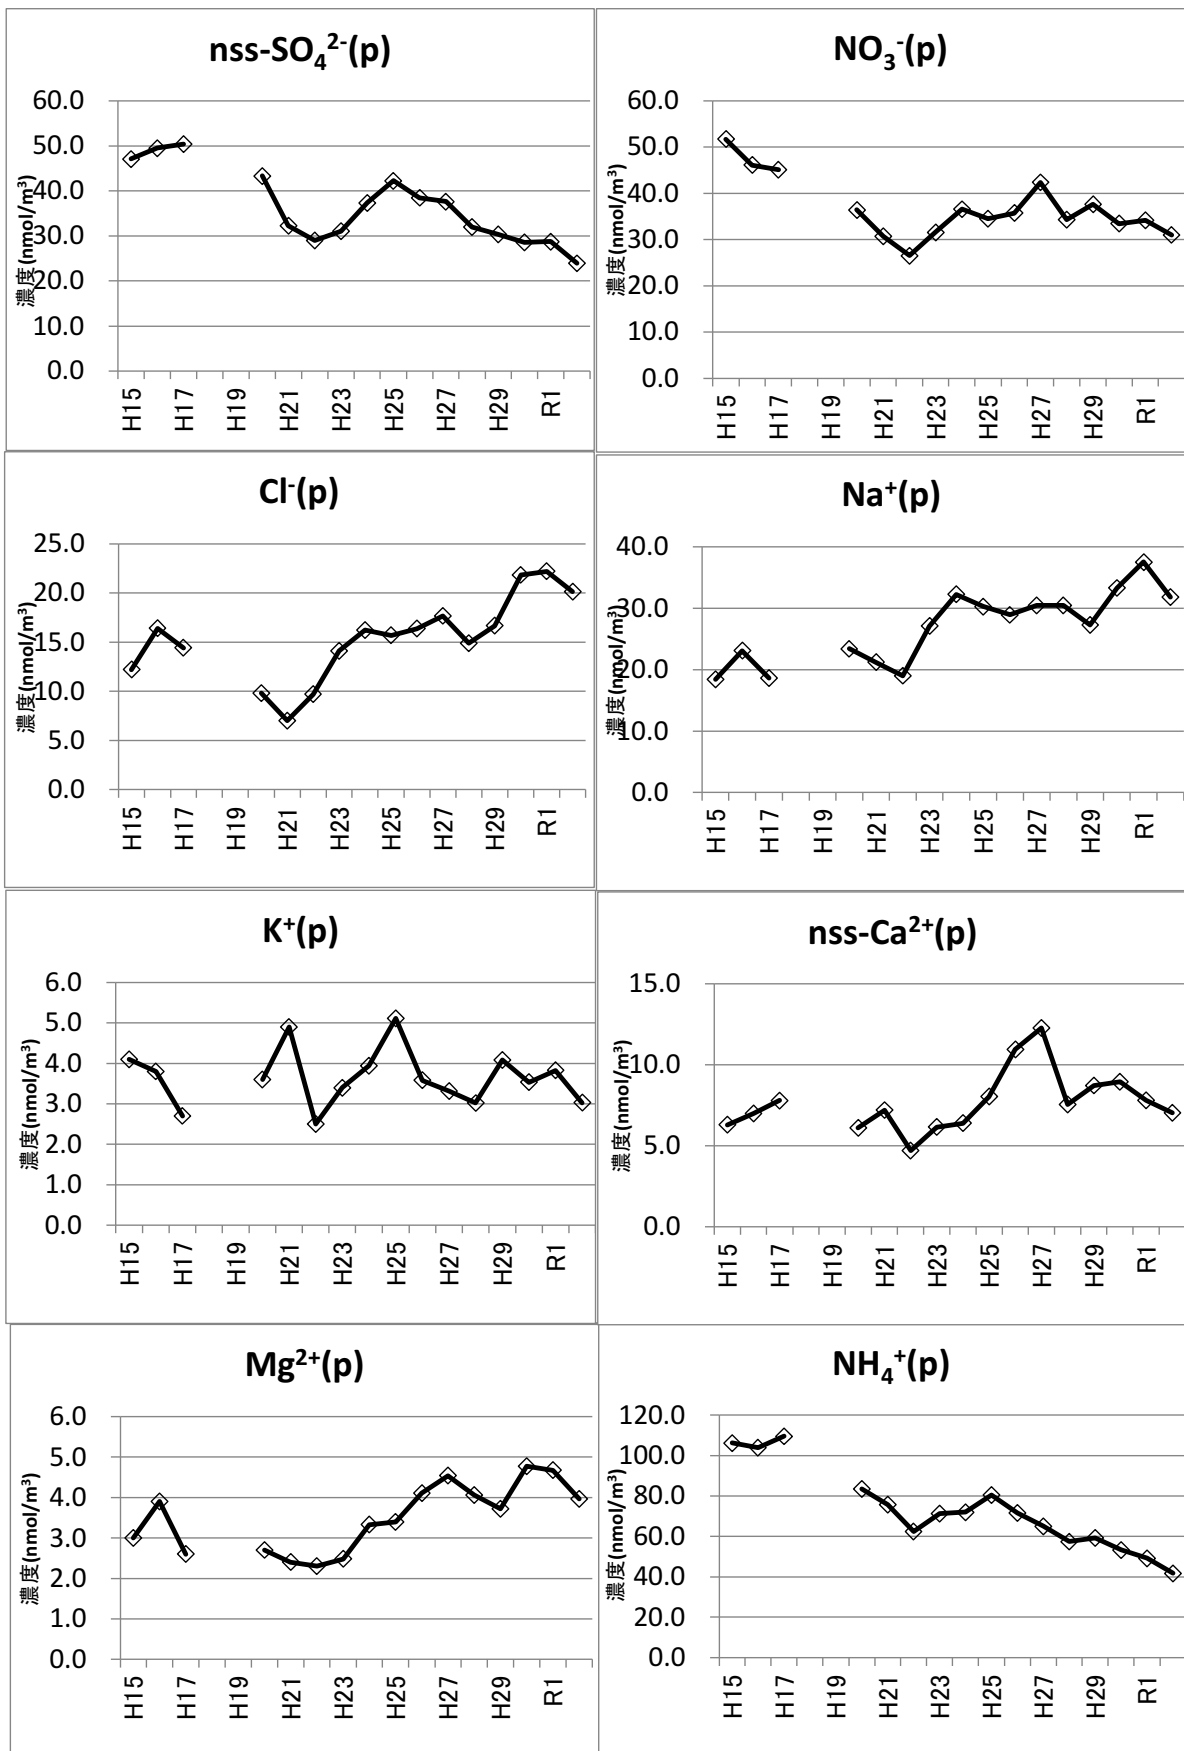 nss-SO₄²⁻(p)
濃度(nmol/m³)
60.0
50.0
40.0
30.0
20.0
10.0
0.0
H15 H17 H19 H21 H23 H25 H27 H29 R1
NO₃⁻(p)
濃度(nmol/m³)
60.0
50.0
40.0
30.0
20.0
10.0
0.0
H15 H17 H19 H21 H23 H25 H27 H29 R1
Cl⁻(p)
濃度(nmol/m³)
25.0
20.0
15.0
10.0
5.0
0.0
H15 H17 H19 H21 H23 H25 H27 H29 R1
Na⁺(p)
濃度(nmol/m³)
40.0
30.0
20.0
10.0
0.0
H15 H17 H19 H21 H23 H25 H27 H29 R1
K⁺(p)
濃度(nmol/m³)
6.0
5.0
4.0
3.0
2.0
1.0
0.0
H15 H17 H19 H21 H23 H25 H27 H29 R1
nss-Ca²⁺(p)
濃度(nmol/m³)
15.0
10.0
5.0
0.0
H15 H17 H19 H21 H23 H25 H27 H29 R1
Mg²⁺(p)
濃度(nmol/m³)
6.0
5.0
4.0
3.0
2.0
1.0
0.0
H15 H17 H19 H21 H23 H25 H27 H29 R1
NH₄⁺(p)
濃度(nmol/m³)
120.0
100.0
80.0
60.0
40.0
20.0
0.0
H15 H17 H19 H21 H23 H25 H27 H29 R1